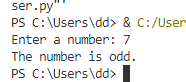 ser.py"'
PS C:\Users\dd> & C:/User
Enter a number: 7
The number is odd.
PS C:\Users\dd>